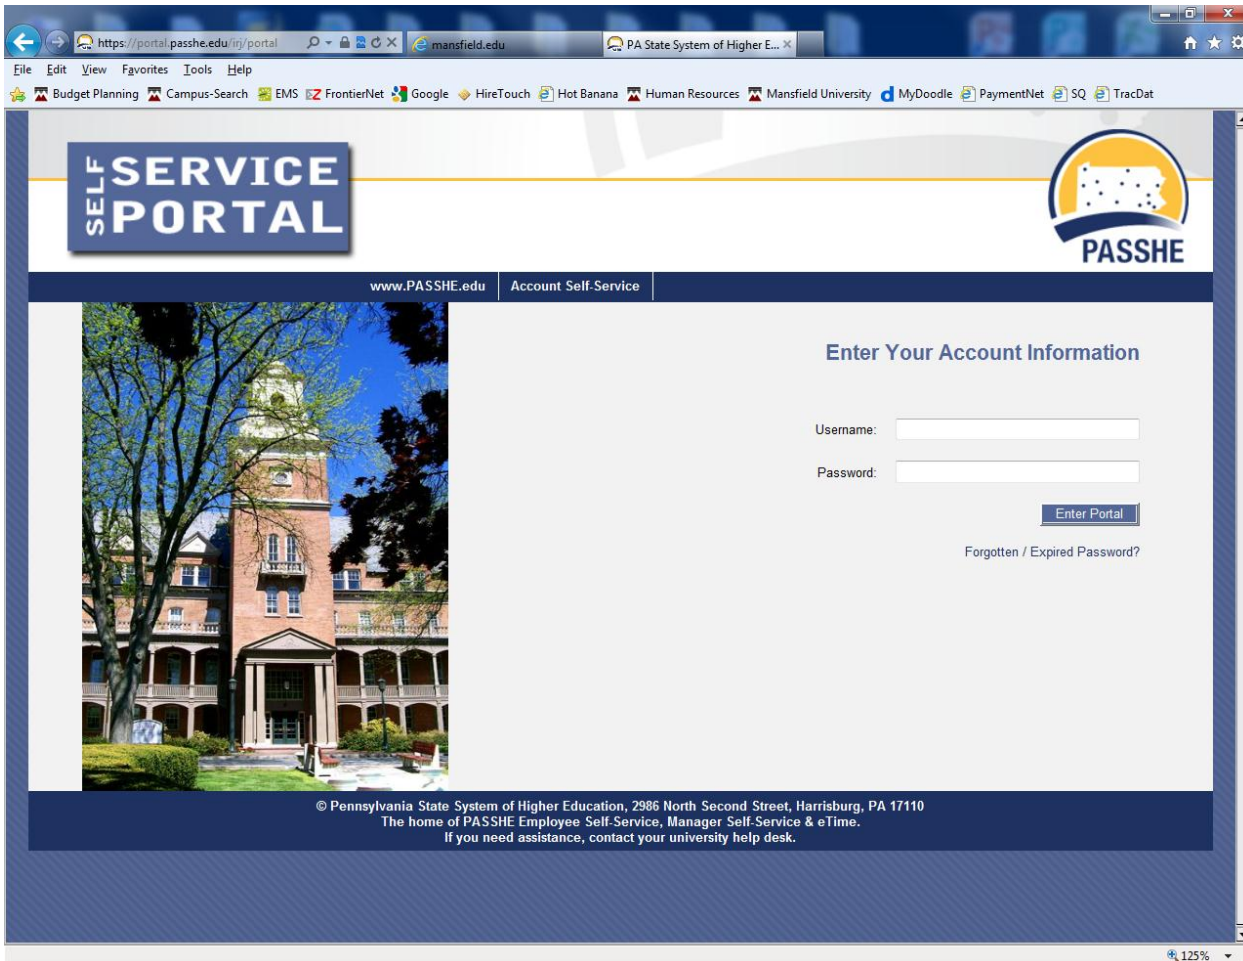 https://portal.passhe.edu/irj/portal
mansfield.edu
PA State System of Higher E...
File Edit View Favorites Tools Help
Budget Planning Campus-Search EMS FrontierNet Google HireTouch Hot Banana Human Resources Mansfield University MyDoodle PaymentNet SQ TracDat
SELF SERVICE PORTAL
PASSHE
www.PASSHE.edu Account Self-Service
Enter Your Account Information
Username:
Password:
Enter Portal
Forgotten / Expired Password?
© Pennsylvania State System of Higher Education, 2986 North Second Street, Harrisburg, PA 17110
The home of PASSHE Employee Self-Service, Manager Self-Service & eTime.
If you need assistance, contact your university help desk.
125%